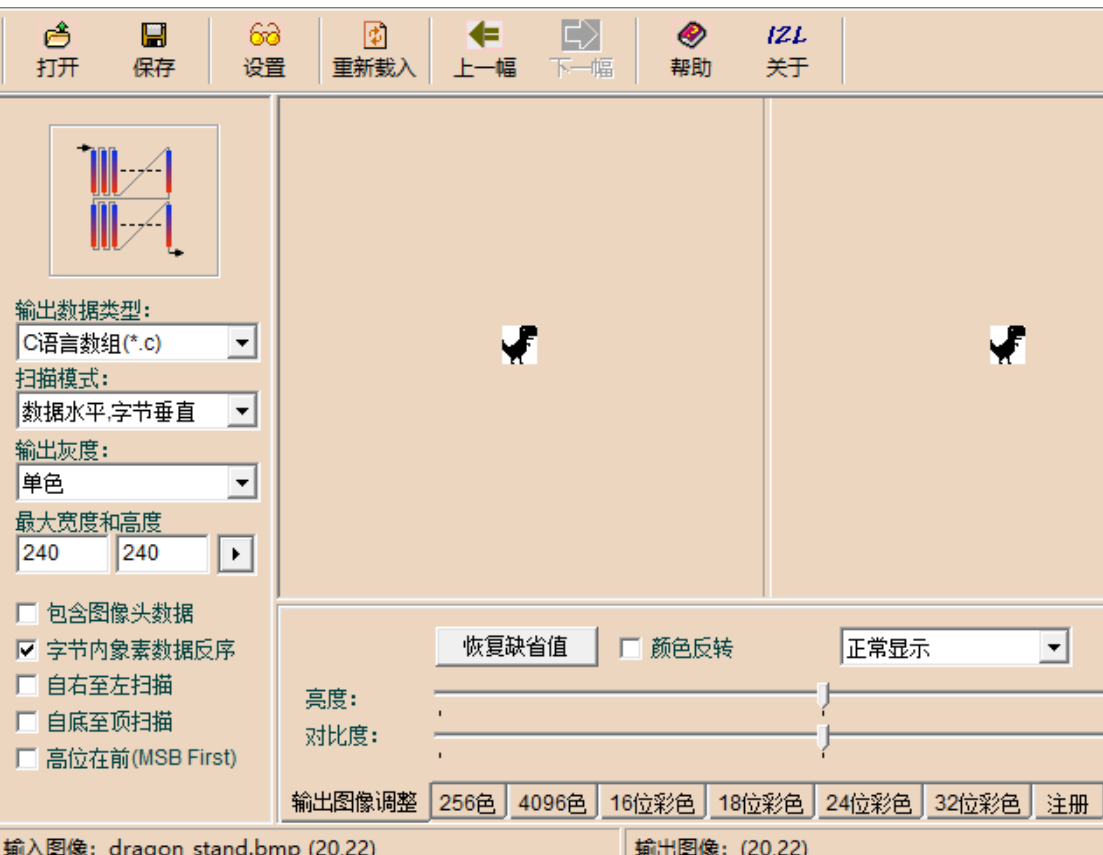 打开 保存 设置 重新载入 上一幅 下一幅 帮助 IZL 关于
输出数据类型:
C语言数组(*.c)
扫描模式:
数据水平,字节垂直
输出灰度:
单色
最大宽度和高度
240 240
包含图像头数据
字节内象素数据反序
自右至左扫描
自底至顶扫描
高位在前(MSB First)
恢复缺省值 颜色反转 正常显示
亮度:
对比度:
输出图像调整 256色 4096色 16位彩色 18位彩色 24位彩色 32位彩色 注册
输入图像: dragon_stand.bmp (20,22) 输出图像: (20,22)